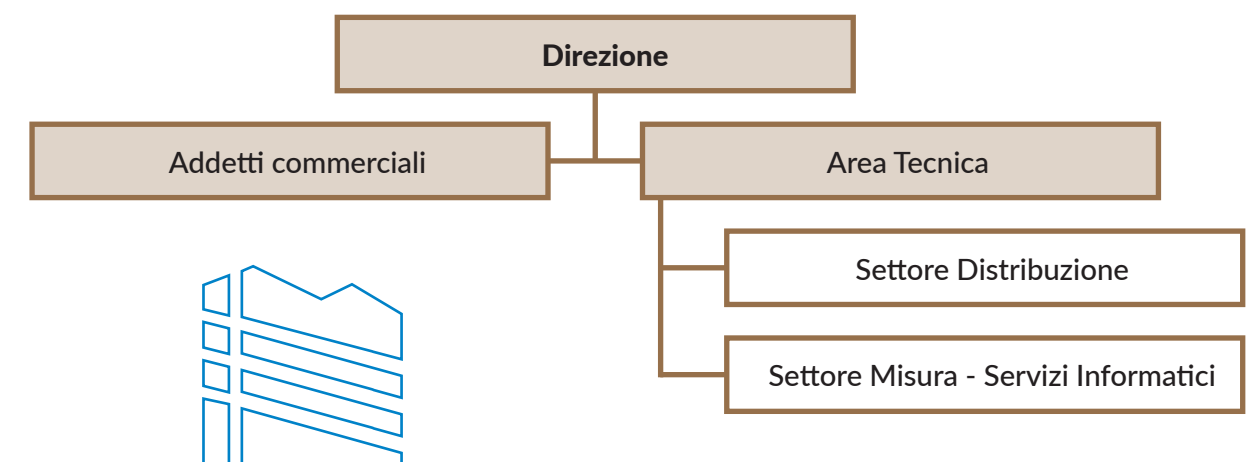 Direzione
Addetti commerciali
Area Tecnica
Settore Distribuzione
Settore Misura - Servizi Informatici